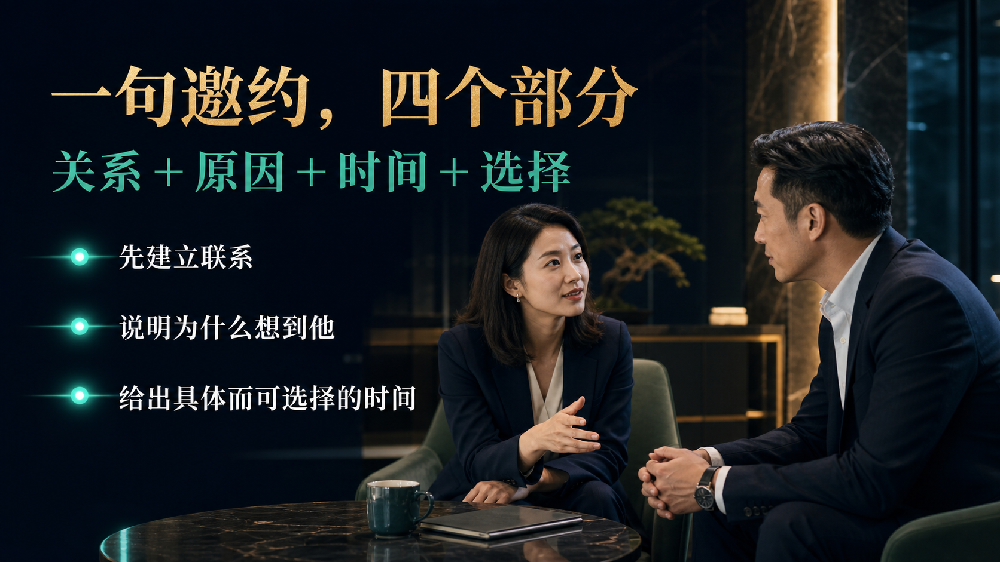 一句邀约，四个部分
关系＋原因＋时间＋选择
先建立联系
说明为什么想到他
给出具体而可选择的时间